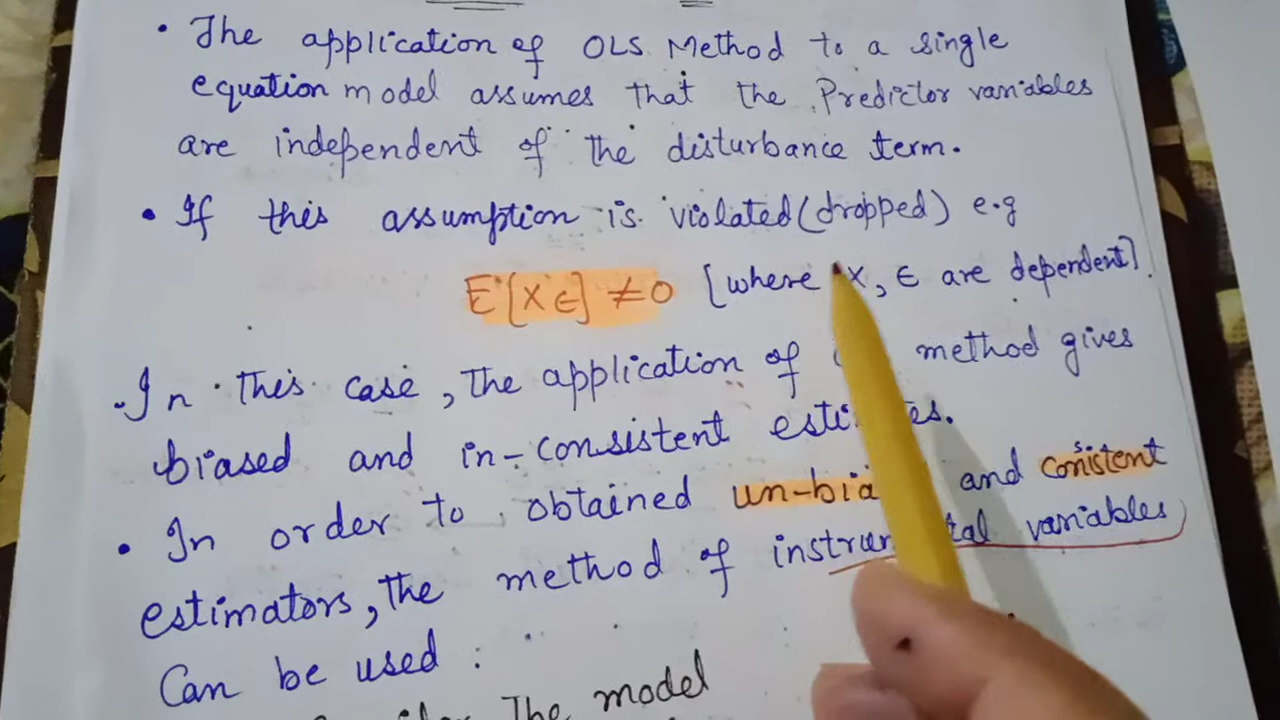 • The application of OLS Method to a single
equation model assumes that the Predictor variables
are independent of the disturbance term.
• If this assumption is violated (dropped) e.g
E[X ∈] ≠ 0 [where X, ∈ are dependent].
• In this case, the application of method gives
biased and in-consistent
• In order to obtained and consistent
estimators, the method of variables
Can be used :
The model